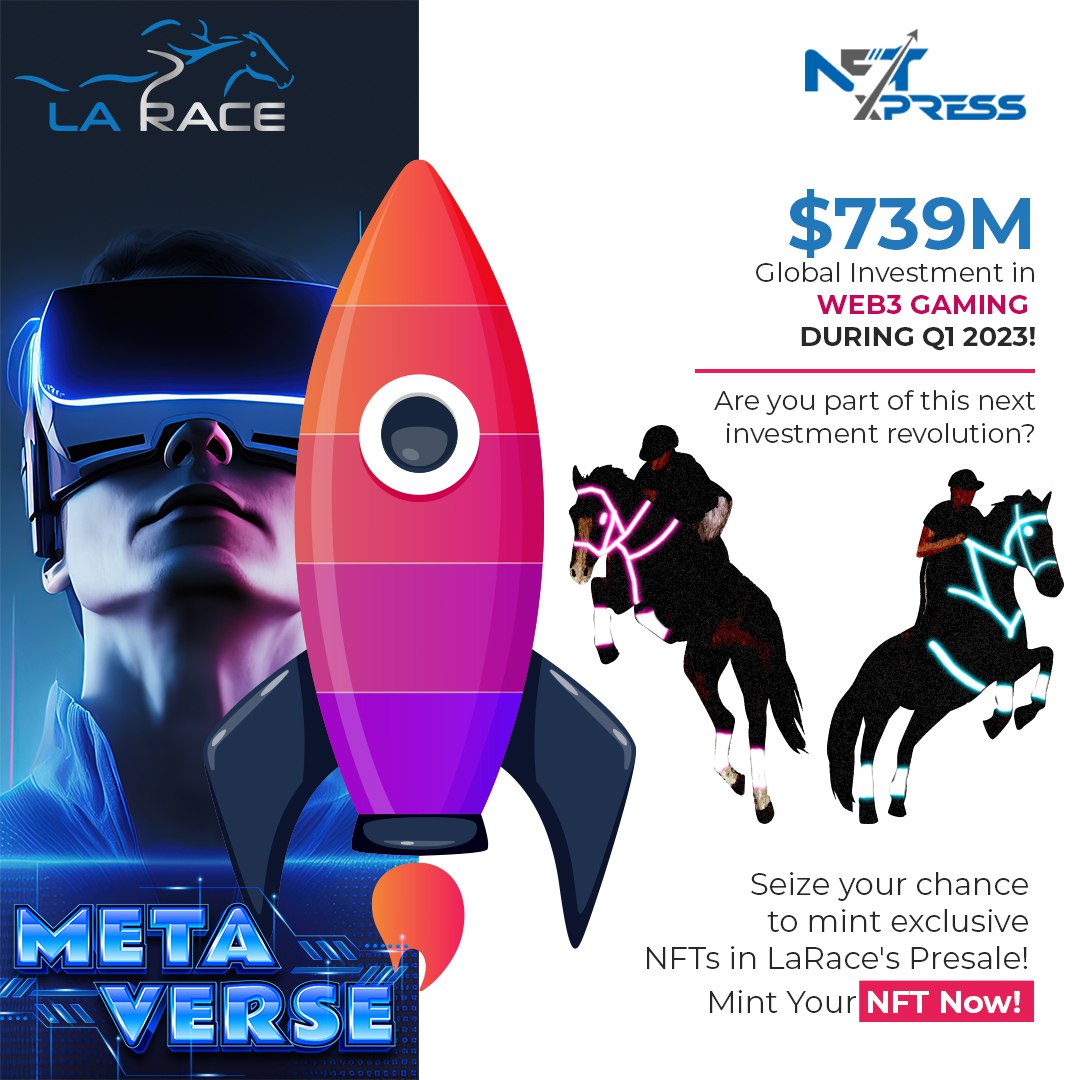 LA RACE
NFT
XPRESS
$739M
Global Investment in
WEB3 GAMING
DURING Q1 2023!
Are you part of this next
investment revolution?
META
VERSE
Seize your chance
to mint exclusive
NFTs in LaRace's Presale!
Mint Your NFT Now!